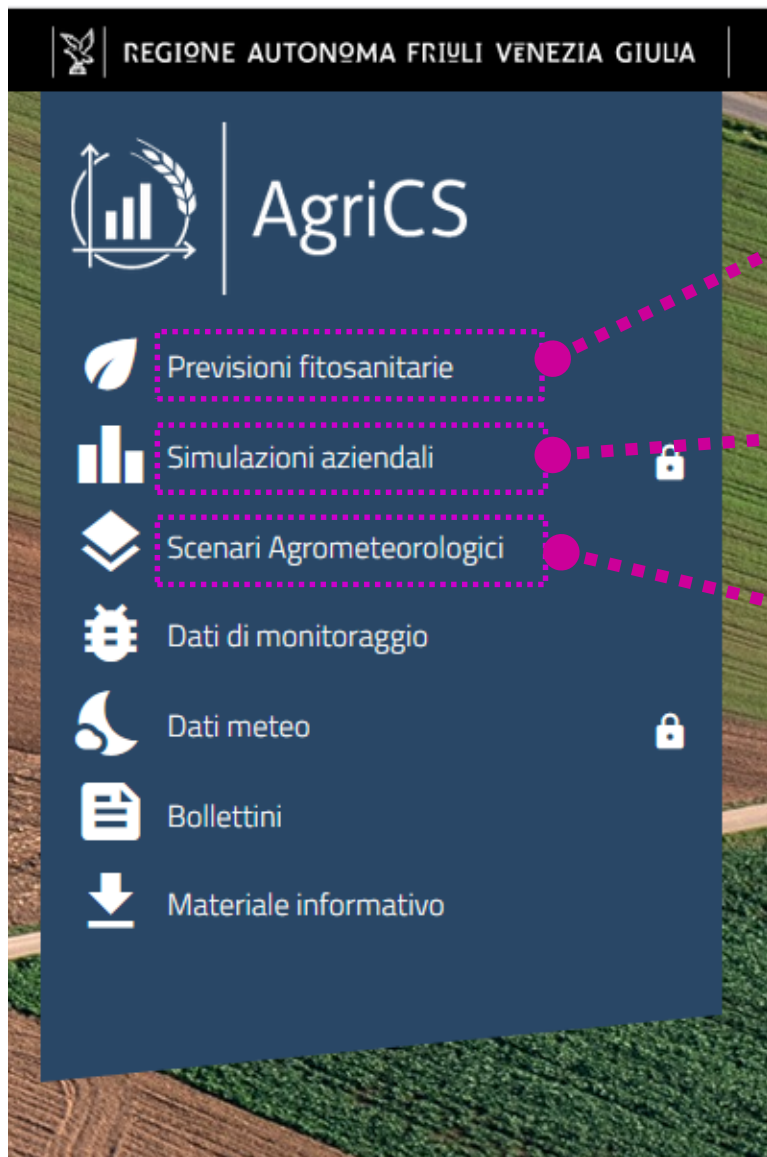 REGIONE AUTONOMA FRIULI VENEZIA GIULIA
AgriCS
Previsioni fitosanitarie
Simulazioni aziendali
Scenari Agrometeorologici
Dati di monitoraggio
Dati meteo
Bollettini
Materiale informativo